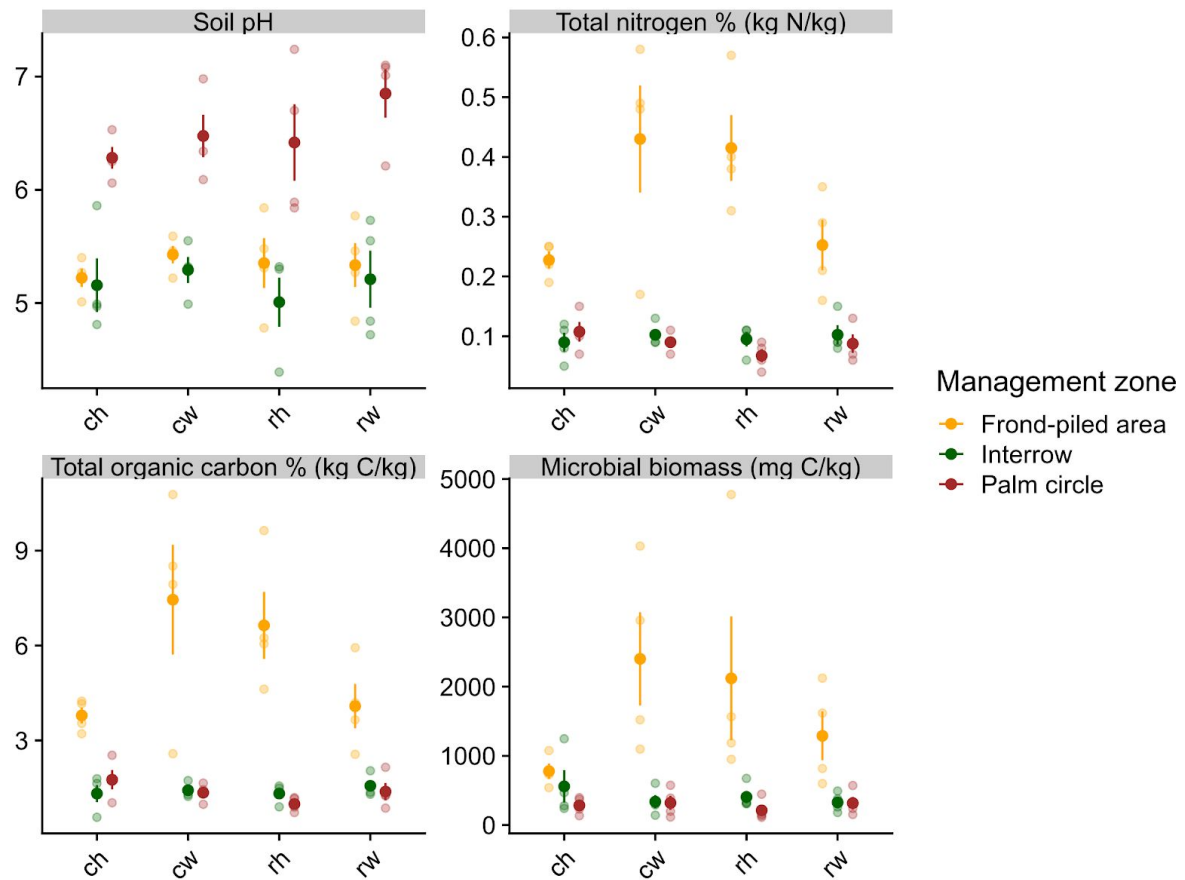 Soil pH
7
6
5
ch
cw
rh
rw
Total nitrogen % (kg N/kg)
0.6
0.5
0.4
0.3
0.2
0.1
ch
cw
rh
rw
Total organic carbon % (kg C/kg)
9
6
3
ch
cw
rh
rw
Microbial biomass (mg C/kg)
5000
4000
3000
2000
1000
0
ch
cw
rh
rw
Management zone
Frond-piled area
Interrow
Palm circle